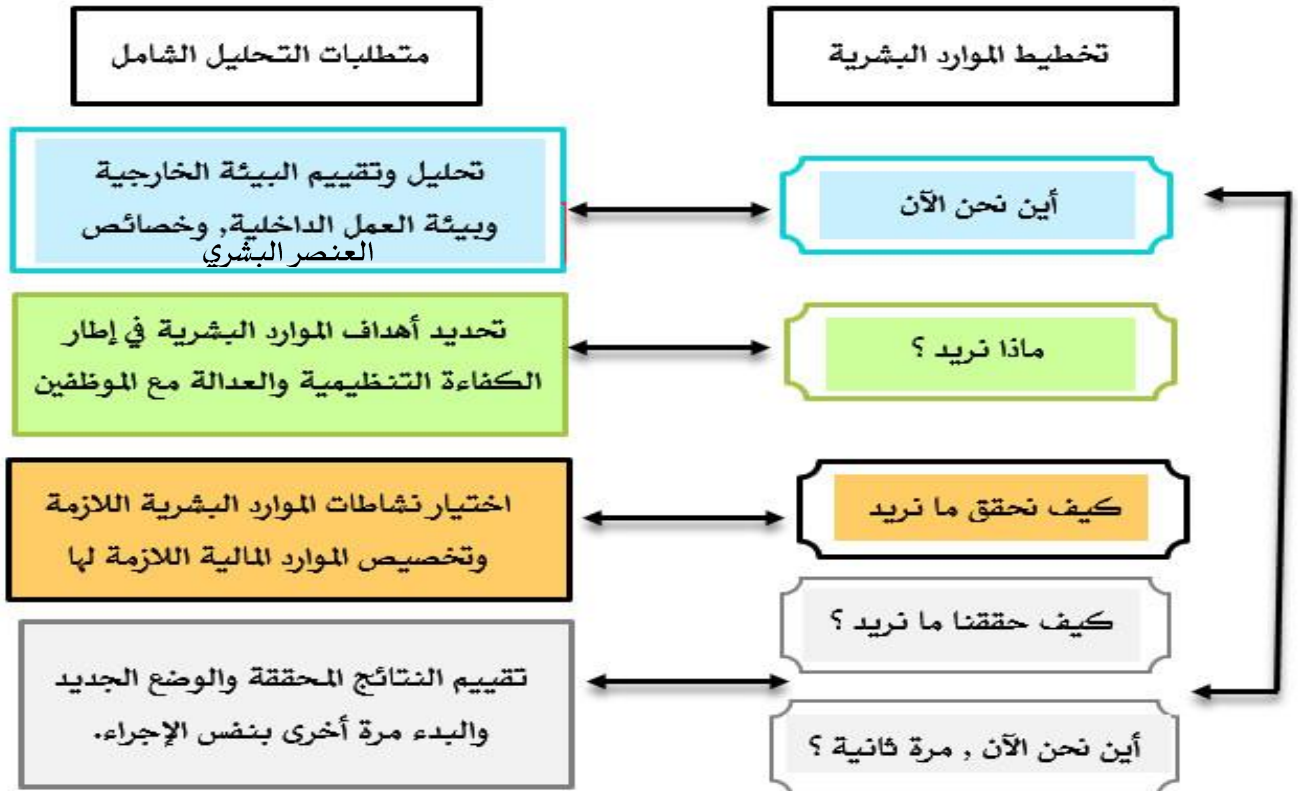 تخطيط الموارد البشرية
متطلبات التحليل الشامل
أين نحن الآن
تحليل وتقييم البيئة الخارجية
وبيئة العمل الداخلية, وخصائص
العنصر البشري
ماذا نريد ؟
تحديد أهداف الموارد البشرية في إطار
الكفاءة التنظيمية والعدالة مع الموظفين
كيف نحقق ما نريد
اختيار نشاطات الموارد البشرية اللازمة
وتخصيص الموارد المالية اللازمة لها
كيف حققنا ما نريد ؟
أين نحن الآن , مرة ثانية ؟
تقييم النتائج المحققة والوضع الجديد
والبدء مرة أخرى بنفس الإجراء.